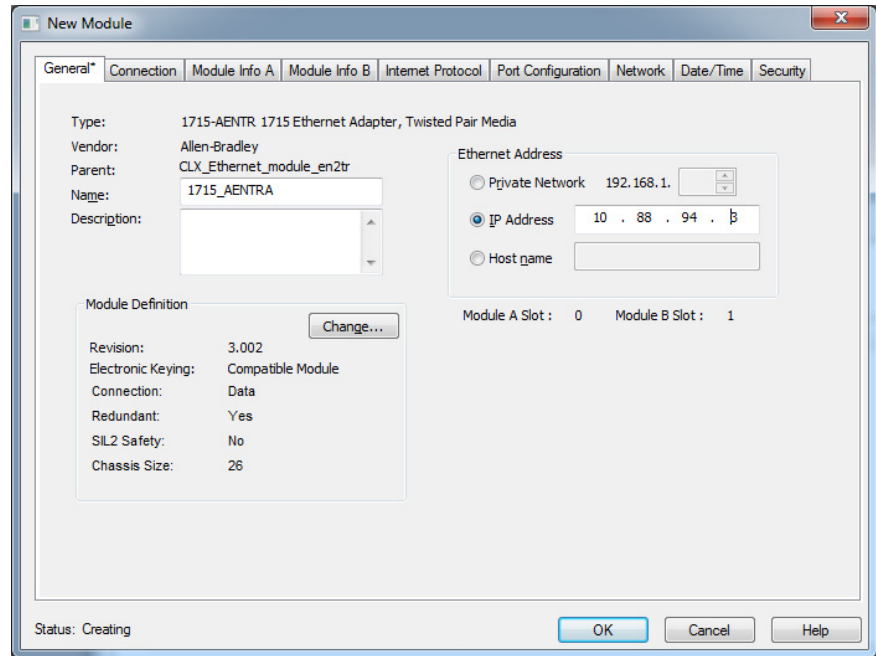 New Module
General* Connection Module Info A Module Info B Internet Protocol Port Configuration Network Date/Time Security
Type: 1715-AENTR 1715 Ethernet Adapter, Twisted Pair Media
Vendor: Allen-Bradley
Parent: CLX_Ethernet_module_en2tr
Name: 1715_AENTRA
Description:
Ethernet Address
Private Network 192.168.1.
IP Address 10 . 88 . 94 . 3
Host name
Module Definition
Change...
Revision: 3.002
Electronic Keying: Compatible Module
Connection: Data
Redundant: Yes
SIL2 Safety: No
Chassis Size: 26
Module A Slot : 0 Module B Slot : 1
Status: Creating
OK Cancel Help